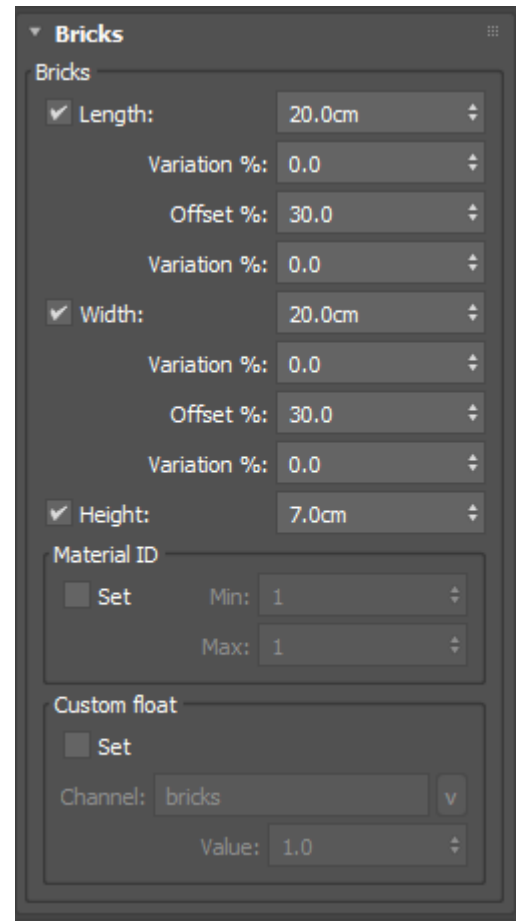 Bricks
Bricks
Length: 20.0cm
Variation %: 0.0
Offset %: 30.0
Variation %: 0.0
Width: 20.0cm
Variation %: 0.0
Offset %: 30.0
Variation %: 0.0
Height: 7.0cm
Material ID
Set Min: 1
Max: 1
Custom float
Set
Channel: bricks v
Value: 1.0